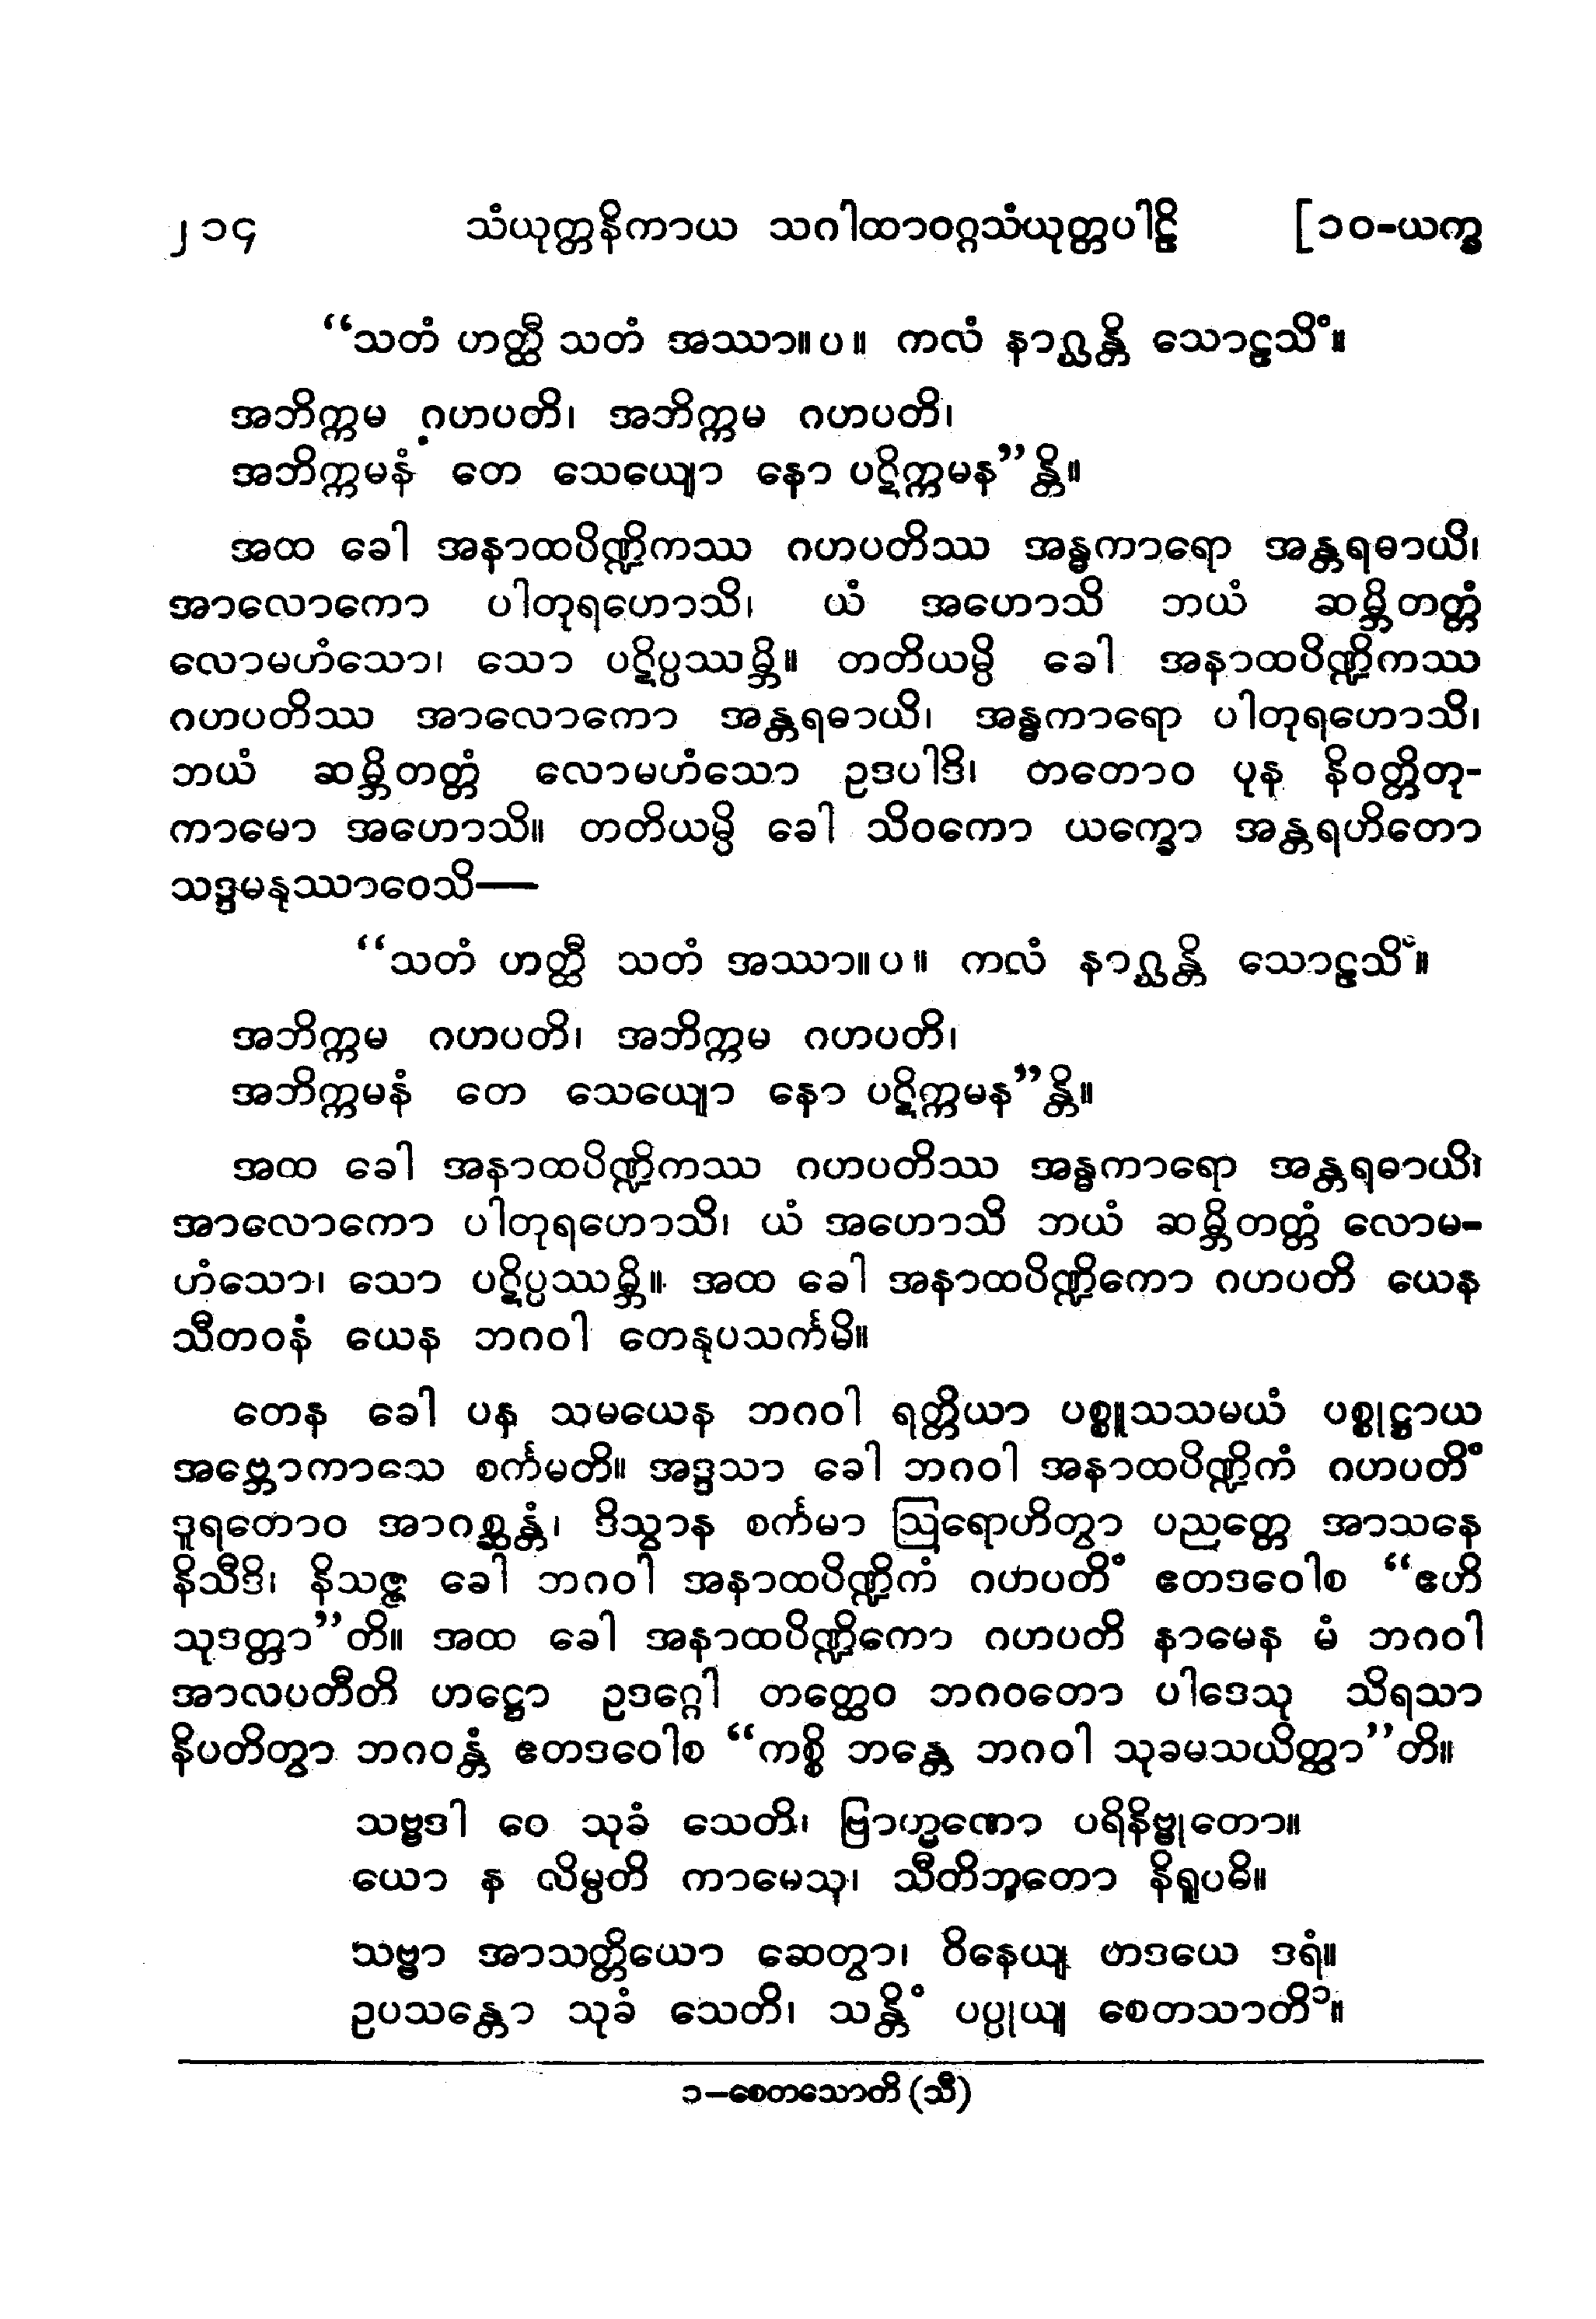 ၂၁၄ သံယုတ္တနိကာယ သဂါထာဝဂ္ဂသံယုတ္တပါဠိ [၁၀-ယက္ခ
“သတံ ဟတ္ထီ သတံ အဿာ။ပ။ ကလံ နာဂ္ဃန္တိ သောဠသိံ။
အဘိက္ကမ ဂဟပတိ၊ အဘိက္ကမ ဂဟပတိ၊
အဘိက္ကမနံ တေ သေယျော နော ပဋိက္ကမန”န္တိ။
အထ ခေါ အနာထပိဏ္ဍိကဿ ဂဟပတိဿ အန္ဓကာရော အန္တရဓာယိ၊
အာလောကော ပါတုရဟောသိ၊ ယံ အဟောသိ ဘယံ ဆမ္ဘိတတ္တံ
လောမဟံသော၊ သော ပဋိပ္ပဿမ္ဘိ။ တတိယမ္ပိ ခေါ အနာထပိဏ္ဍိကဿ
ဂဟပတိဿ အာလောကော အန္တရဓာယိ၊ အန္ဓကာရော ပါတုရဟောသိ၊
ဘယံ ဆမ္ဘိတတ္တံ လောမဟံသော ဥဒပါဒိ၊ တတောဝ ပုန နိဝတ္တိတု-
ကာမော အဟောသိ။ တတိယမ္ပိ ခေါ သိဝကော ယက္ခော အန္တရဟိတော
သဒ္ဒမနုဿာဝေသိ—
“သတံ ဟတ္ထီ သတံ အဿာ။ပ။ ကလံ နာဂ္ဃန္တိ သောဠသိံ။
အဘိက္ကမ ဂဟပတိ၊ အဘိက္ကမ ဂဟပတိ၊
အဘိက္ကမနံ တေ သေယျော နော ပဋိက္ကမန”န္တိ။
အထ ခေါ အနာထပိဏ္ဍိကဿ ဂဟပတိဿ အန္ဓကာရော အန္တရဓာယိ၊
အာလောကော ပါတုရဟောသိ၊ ယံ အဟောသိ ဘယံ ဆမ္ဘိတတ္တံ လောမ-
ဟံသော၊ သော ပဋိပ္ပဿမ္ဘိ။ အထ ခေါ အနာထပိဏ္ဍိကော ဂဟပတိ ယေန
သီတဝနံ ယေန ဘဂဝါ တေနုပသင်္ကမိ။
တေန ခေါ ပန သမယေန ဘဂဝါ ရတ္တိယာ ပစ္စူသသမယံ ပစ္စုဋ္ဌာယ
အဗ္ဘောကာသေ စင်္ကမတိ။ အဒ္ဒသာ ခေါ ဘဂဝါ အနာထပိဏ္ဍိကံ ဂဟပတိံ
ဒူရတောဝ အာဂစ္ဆန္တံ၊ ဒိသွာန စင်္ကမာ ဩရောဟိတွာ ပညတ္တေ အာသနေ
နိသီဒိ၊ နိသဇ္ဇ ခေါ ဘဂဝါ အနာထပိဏ္ဍိကံ ဂဟပတိံ ဧတဒဝေါစ “ဧဟိ
သုဒတ္တာ”တိ။ အထ ခေါ အနာထပိဏ္ဍိကော ဂဟပတိ နာမေန မံ ဘဂဝါ
အာလပတီတိ ဟဋ္ဌော ဥဒဂ္ဂေါ တတ္ထေဝ ဘဂဝတော ပါဒေသု သိရသာ
နိပတိတွာ ဘဂဝန္တံ ဧတဒဝေါစ “ကစ္စိ ဘန္တေ ဘဂဝါ သုခမသယိတ္ထာ”တိ။
သဗ္ဗဒါ ဝေ သုခံ သေတိ၊ ဗြာဟ္မဏော ပရိနိဗ္ဗုတော။
ယော န လိမ္ပတိ ကာမေသု၊ သီတိဘူတော နိရူပဓိ။
သဗ္ဗာ အာသတ္တိယော ဆေတွာ၊ ဝိနေယျ ဟဒယေ ဒရံ။
ဥပသန္တော သုခံ သေတိ၊ သန္တိံ ပပ္ပုယျ စေတသာတိ၁။
၁-စေတသောတိ (သီ)